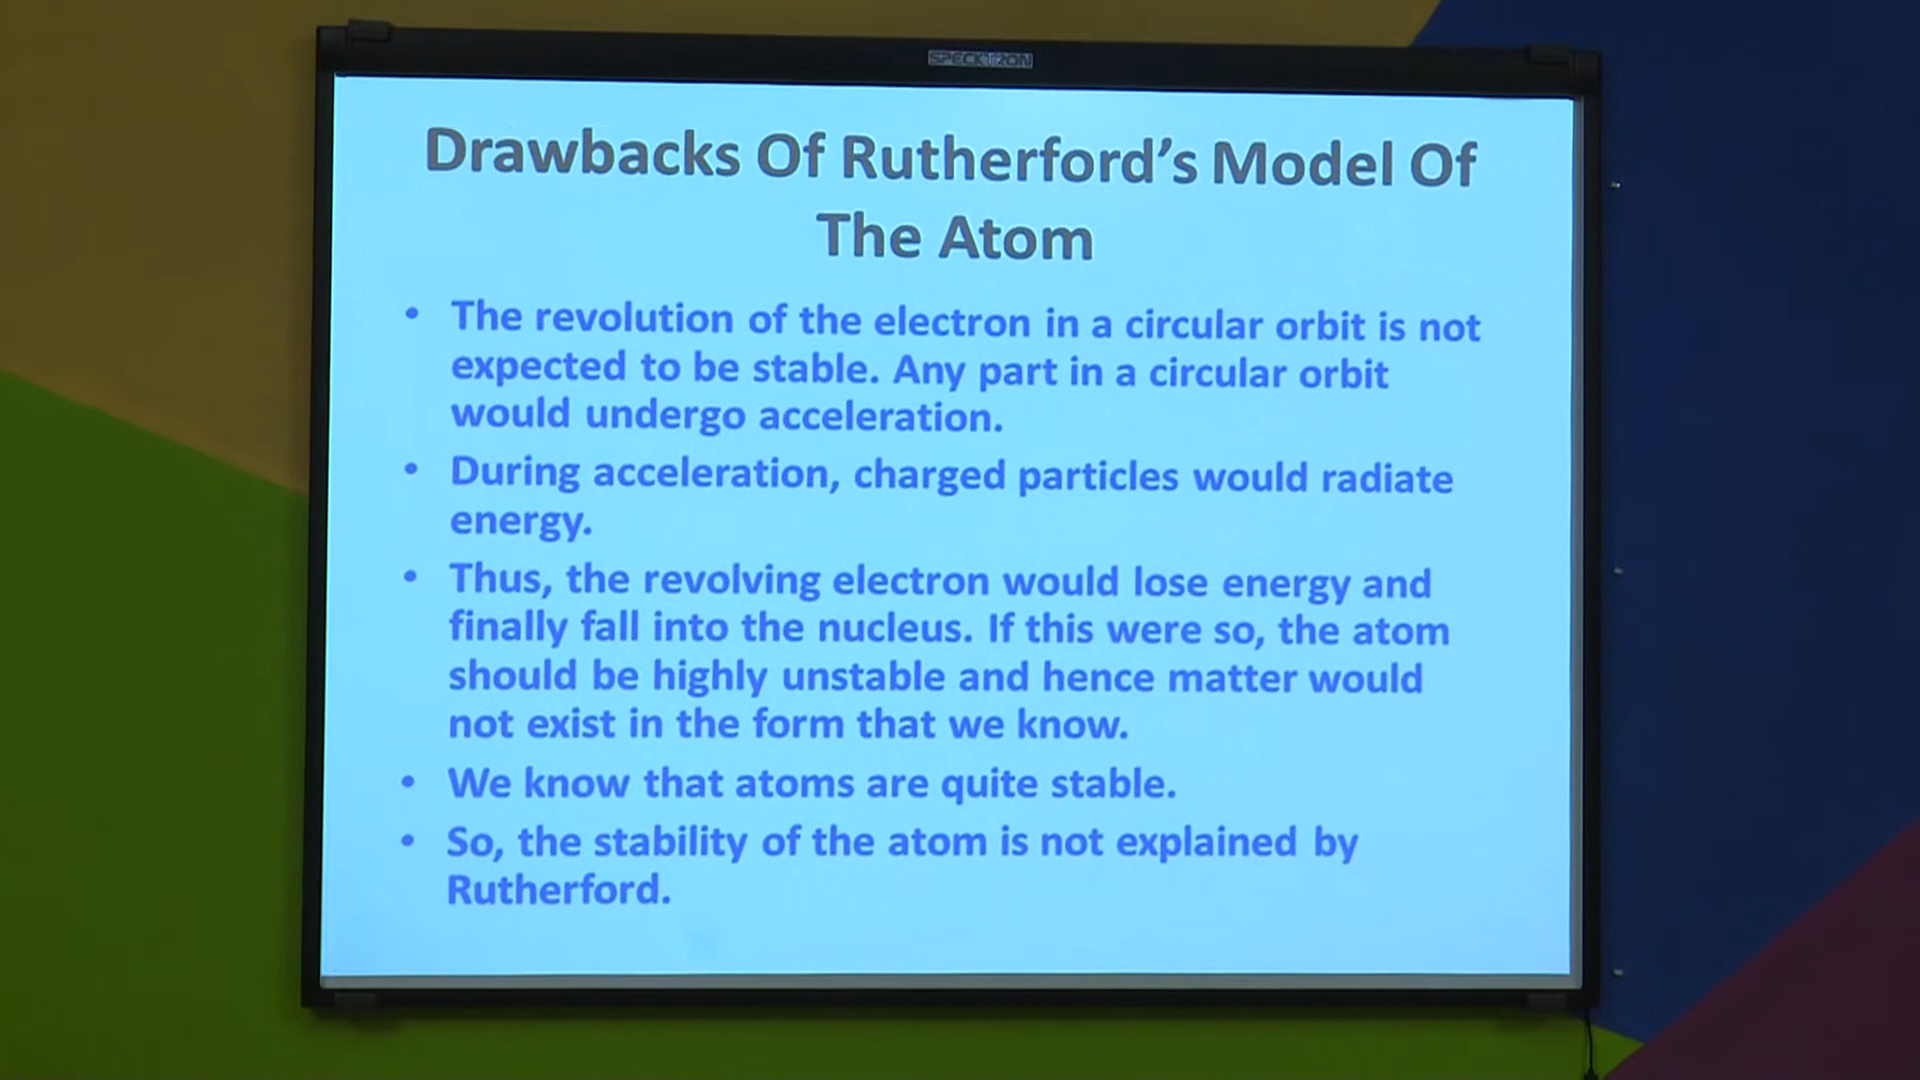 SPECKTRON
Drawbacks Of Rutherford’s Model Of
The Atom
• The revolution of the electron in a circular orbit is not
expected to be stable. Any part in a circular orbit
would undergo acceleration.
• During acceleration, charged particles would radiate
energy.
• Thus, the revolving electron would lose energy and
finally fall into the nucleus. If this were so, the atom
should be highly unstable and hence matter would
not exist in the form that we know.
• We know that atoms are quite stable.
• So, the stability of the atom is not explained by
Rutherford.